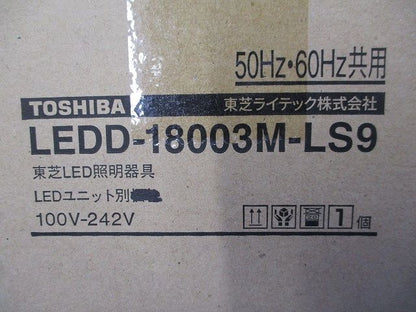 50Hz・60Hz共用
TOSHIBA 東芝ライテック株式会社
LEDD-18003M-LS9
東芝LED照明器具
LEDユニット別
100V-242V
1個